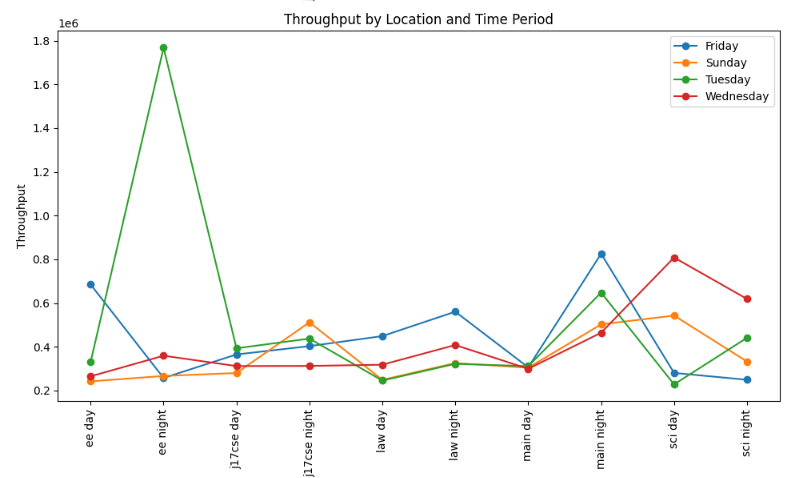 Throughput by Location and Time Period
1e6
1.8
1.6
1.4
1.2
1.0
0.8
0.6
0.4
0.2
Throughput
Friday
Sunday
Tuesday
Wednesday
ee day
ee night
j17cse day
j17cse night
law day
law night
main day
main night
sci day
sci night